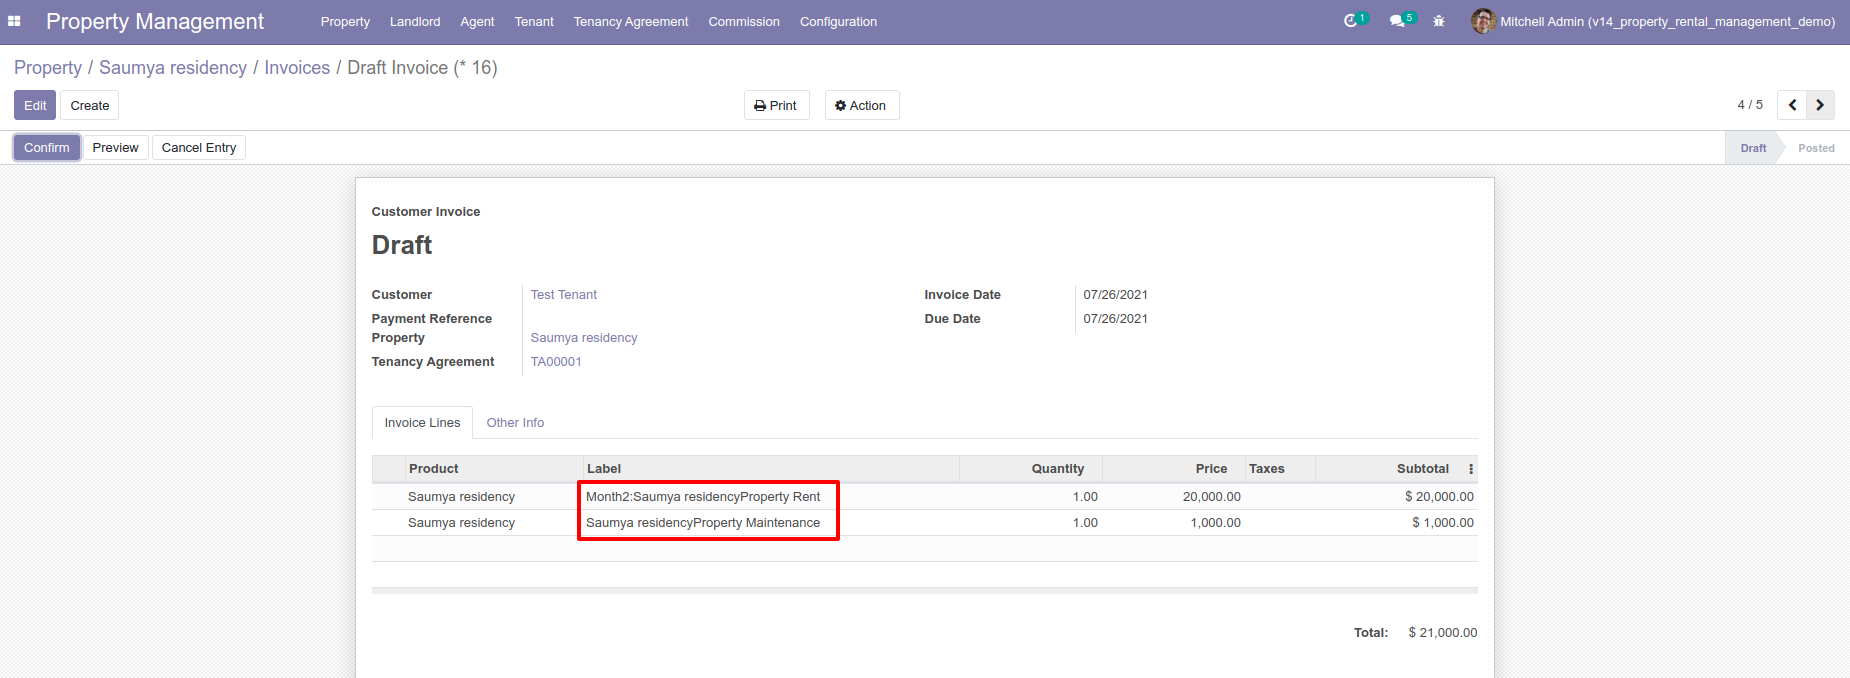 Property Management Property Landlord Agent Tenant Tenancy Agreement Commission Configuration 1 5 Mitchell Admin (v14_property_rental_management_demo)
Property / Saumya residency / Invoices / Draft Invoice (* 16)
Edit Create Print Action 4 / 5
Confirm Preview Cancel Entry Draft Posted
Customer Invoice
Draft
Customer Test Tenant Invoice Date 07/26/2021
Payment Reference Due Date 07/26/2021
Property Saumya residency
Tenancy Agreement TA00001
Invoice Lines Other Info
Product Label Quantity Price Taxes Subtotal
Saumya residency Month2:Saumya residencyProperty Rent 1.00 20,000.00 $ 20,000.00
Saumya residency Saumya residencyProperty Maintenance 1.00 1,000.00 $ 1,000.00
Total: $ 21,000.00